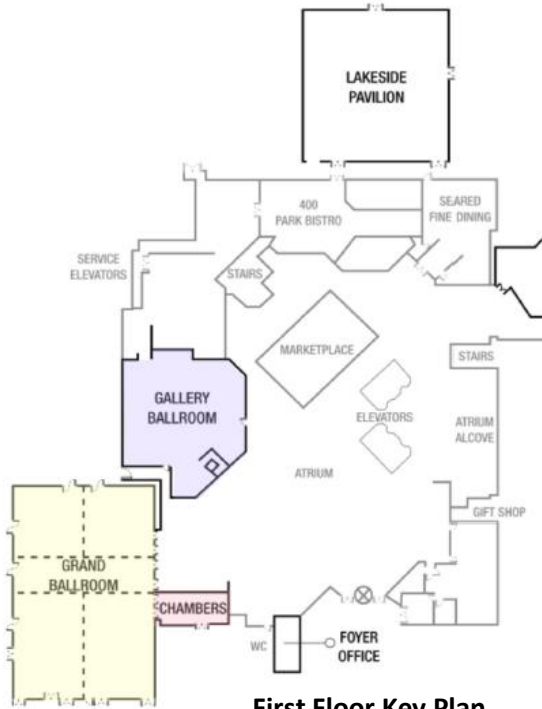 LAKESIDE
PAVILION
400
PARK BISTRO
SEARED
FINE DINING
SERVICE
ELEVATORS
STAIRS
MARKETPLACE
STAIRS
GALLERY
BALLROOM
ELEVATORS
ATRIUM
ALCOVE
ATRIUM
GIFT SHOP
GRAND
BALLROOM
CHAMBERS
WC
FOYER
OFFICE
First Floor Key Plan